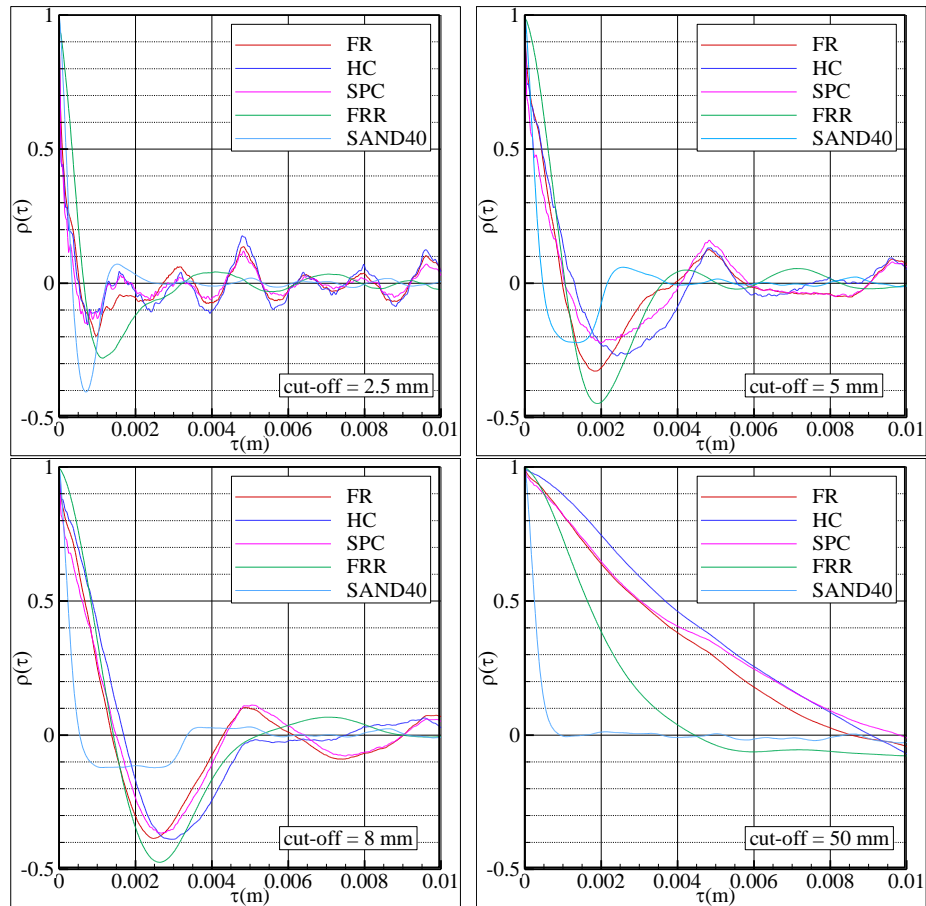 1
0.5
0
-0.5
ρ(τ)
FR
HC
SPC
FRR
SAND40
cut-off = 2.5 mm
0 0.002 0.004 0.006 0.008 0.01
τ(m)
1
0.5
0
-0.5
ρ(τ)
FR
HC
SPC
FRR
SAND40
cut-off = 5 mm
0 0.002 0.004 0.006 0.008 0.01
τ(m)
1
0.5
0
-0.5
ρ(τ)
FR
HC
SPC
FRR
SAND40
cut-off = 8 mm
0 0.002 0.004 0.006 0.008 0.01
τ(m)
1
0.5
0
-0.5
ρ(τ)
FR
HC
SPC
FRR
SAND40
cut-off = 50 mm
0 0.002 0.004 0.006 0.008 0.01
τ(m)